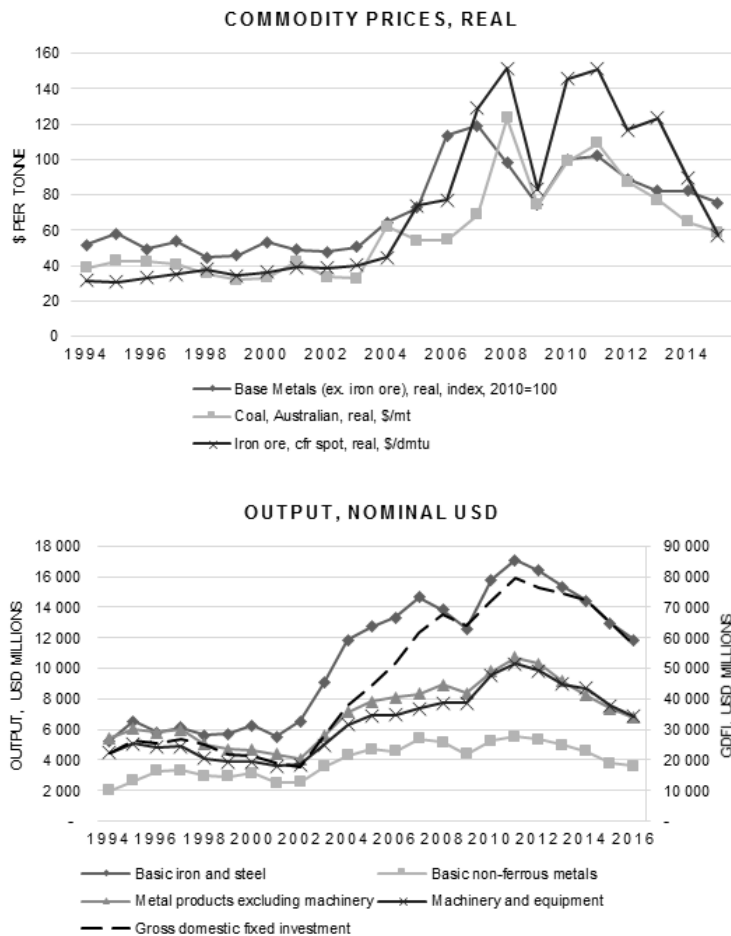 COMMODITY PRICES, REAL
160
140
120
100
80
60
40
20
0
$ PER TONNE
1994 1996 1998 2000 2002 2004 2006 2008 2010 2012 2014
Base Metals (ex. iron ore), real, index, 2010=100
Coal, Australian, real, $/mt
Iron ore, cfr spot, real, $/dmtu
OUTPUT, NOMINAL USD
18 000
16 000
14 000
12 000
10 000
8 000
6 000
4 000
2 000
-
OUTPUT, USD MILLIONS
90 000
80 000
70 000
60 000
50 000
40 000
30 000
20 000
10 000
-
GDFI, USD MILLIONS
1994 1996 1998 2000 2002 2004 2006 2008 2010 2012 2014 2016
Basic iron and steel
Basic non-ferrous metals
Metal products excluding machinery
Machinery and equipment
Gross domestic fixed investment